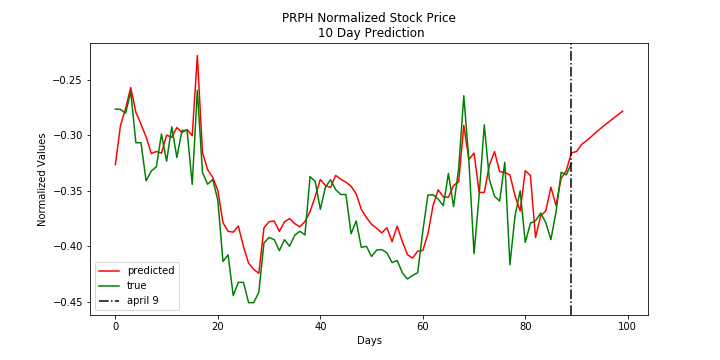 PRPH Normalized Stock Price
10 Day Prediction
Normalized Values
−0.25
−0.30
−0.35
−0.40
−0.45
predicted
true
april 9
0
20
40
60
80
100
Days